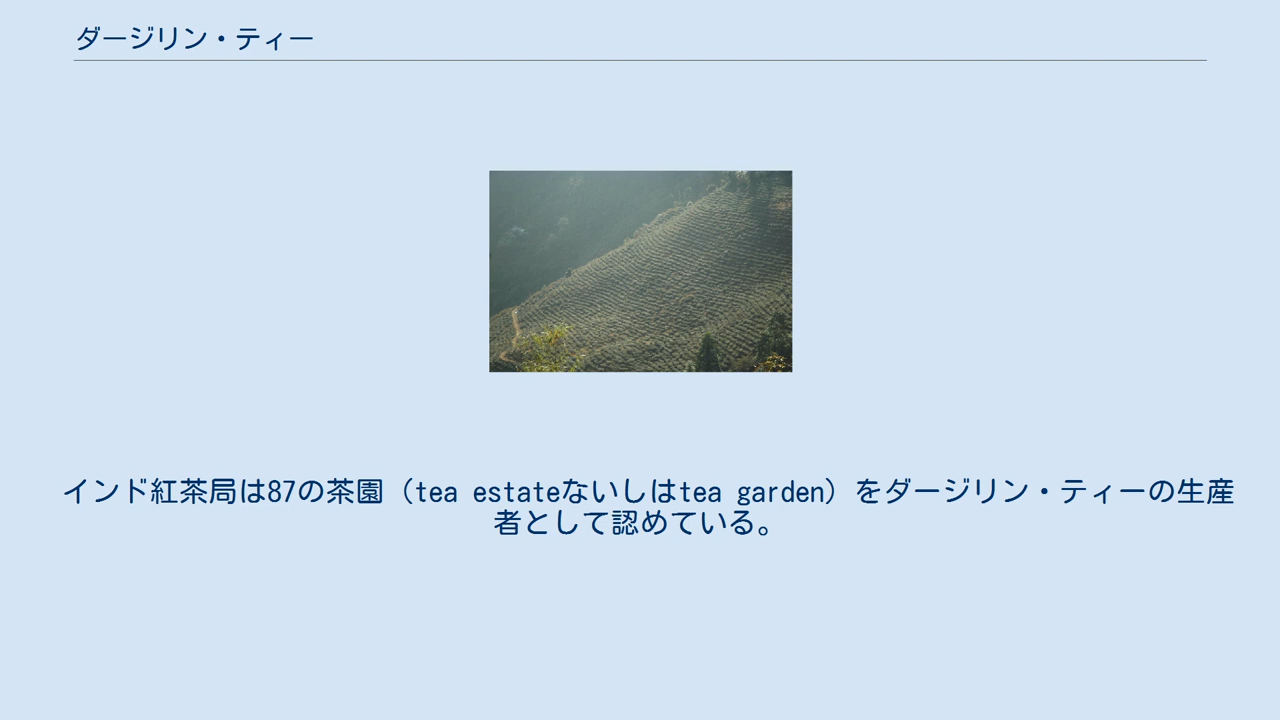 ダージリン・ティー
インド紅茶局は87の茶園（tea estateないしはtea garden）をダージリン・ティーの生産
者として認めている。